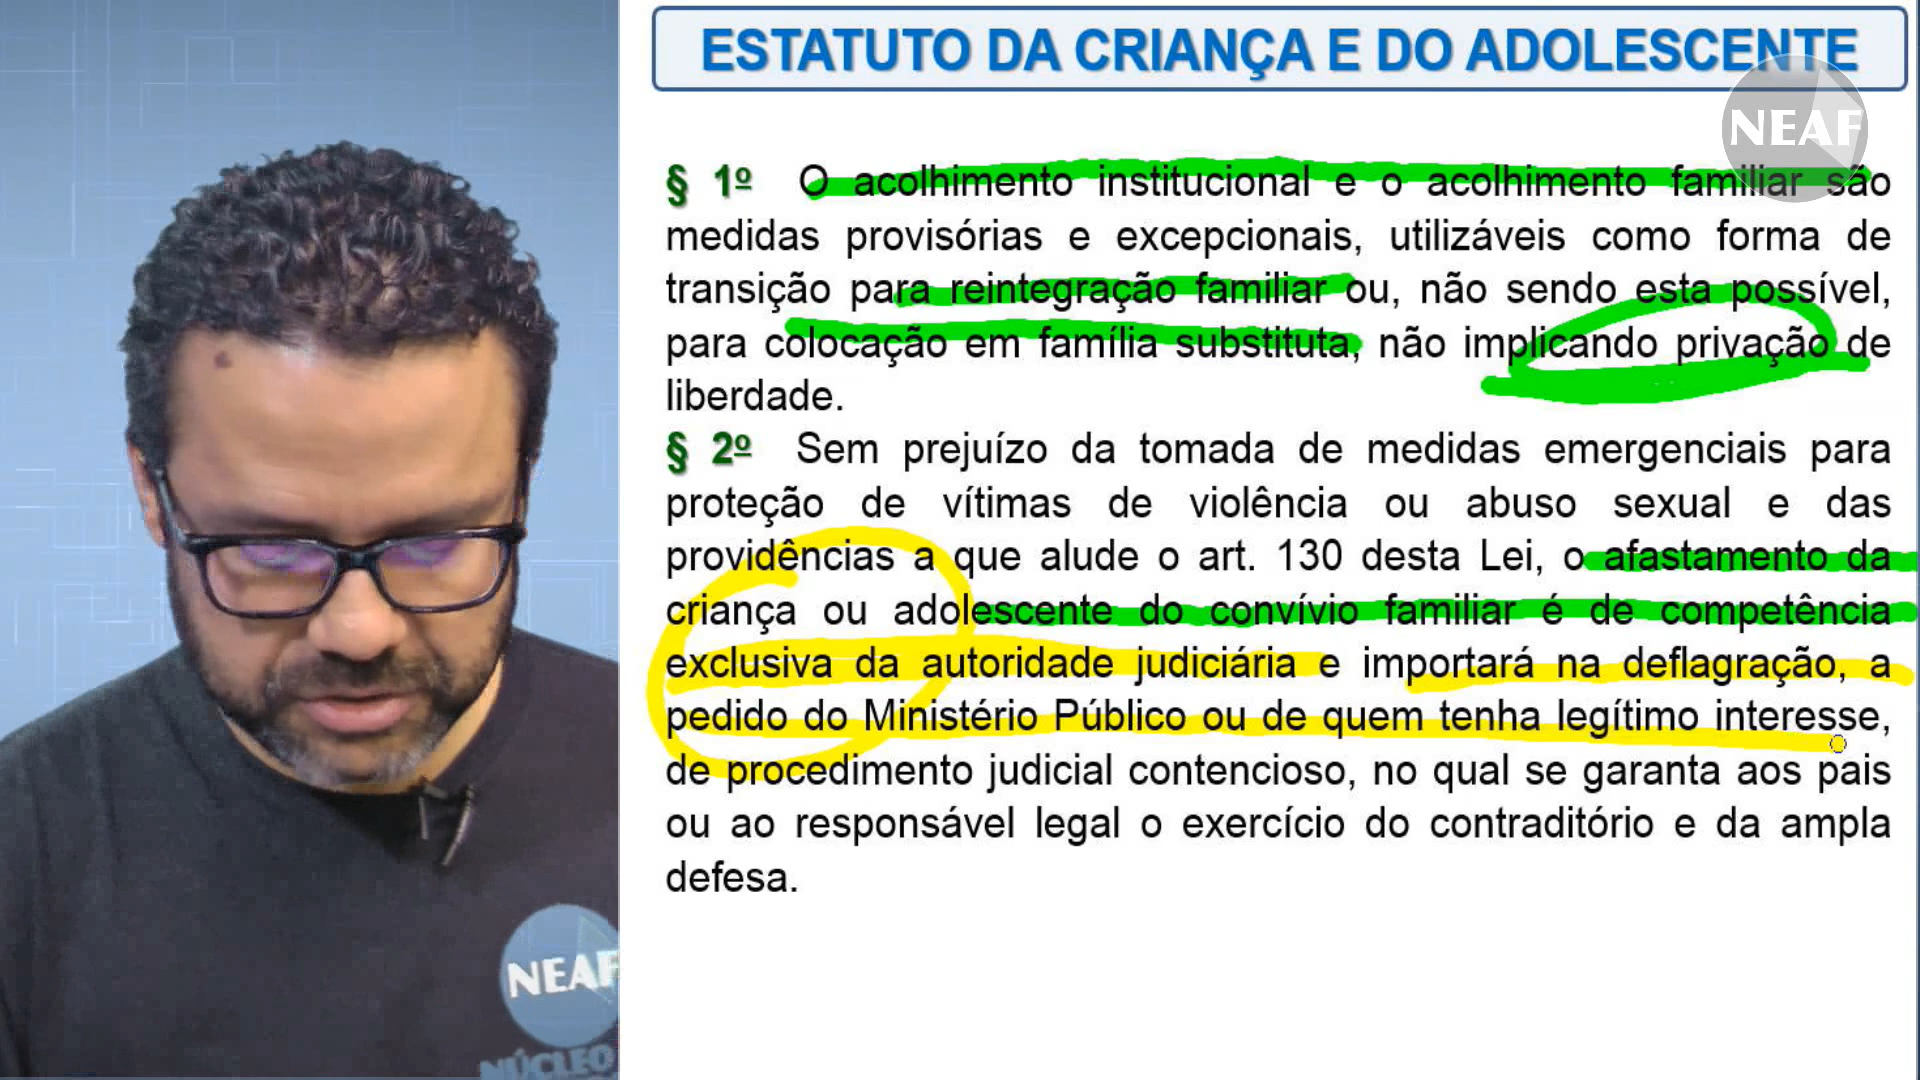 ESTATUTO DA CRIANÇA E DO ADOLESCENTE
NEAF
§ 1º O acolhimento institucional e o acolhimento familiar são
medidas provisórias e excepcionais, utilizáveis como forma de
transição para reintegração familiar ou, não sendo esta possível,
para colocação em família substituta, não implicando privação de
liberdade.
§ 2º Sem prejuízo da tomada de medidas emergenciais para
proteção de vítimas de violência ou abuso sexual e das
providências a que alude o art. 130 desta Lei, o afastamento da
criança ou adolescente do convívio familiar é de competência
exclusiva da autoridade judiciária e importará na deflagração, a
pedido do Ministério Público ou de quem tenha legítimo interesse,
de procedimento judicial contencioso, no qual se garanta aos pais
ou ao responsável legal o exercício do contraditório e da ampla
defesa.
NEAF
NÚCLEO